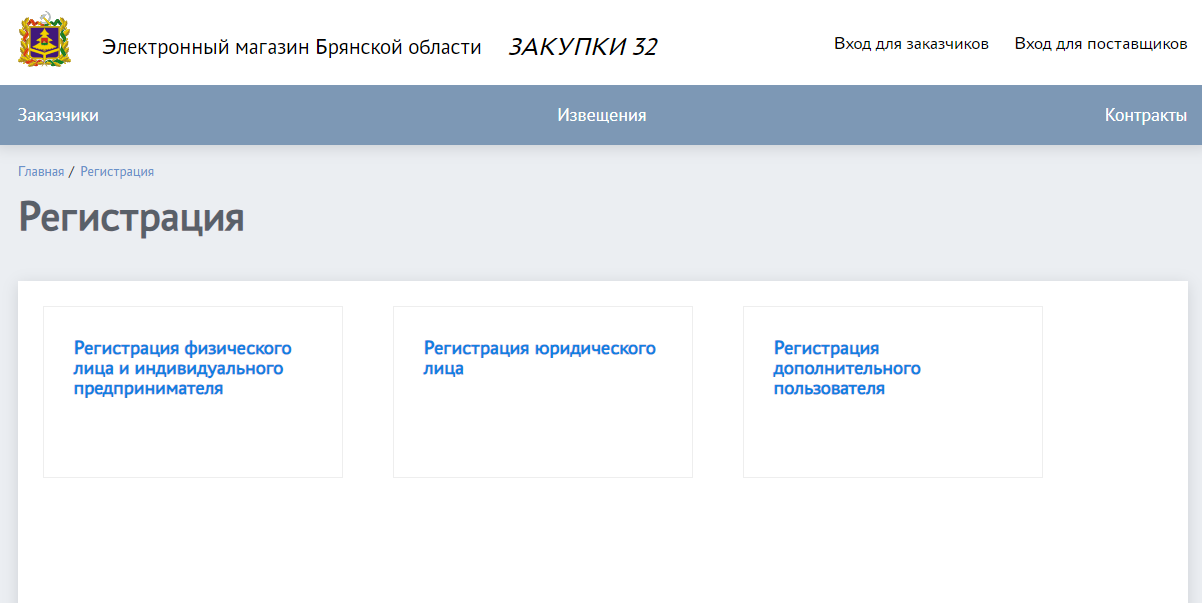 Электронный магазин Брянской области ЗАКУПКИ 32
Вход для заказчиков Вход для поставщиков
Заказчики Извещения Контракты
Главная / Регистрация
Регистрация
Регистрация физического
лица и индивидуального
предпринимателя
Регистрация юридического
лица
Регистрация
дополнительного
пользователя